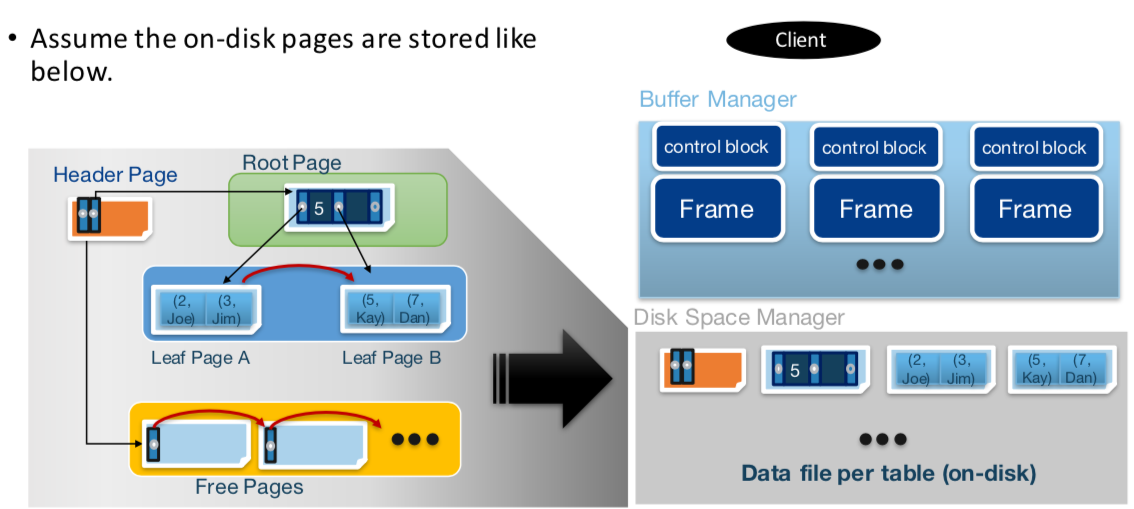 • Assume the on-disk pages are stored like
below.
Client
Buffer Manager
control block
control block
control block
Frame
Frame
Frame
Header Page
Root Page
5
(2,
Joe)
(3,
Jim)
(5,
Kay)
(7,
Dan)
Leaf Page A
Leaf Page B
Free Pages
Disk Space Manager
5
(2,
Joe)
(3,
Jim)
(5,
Kay)
(7,
Dan)
Data file per table (on-disk)